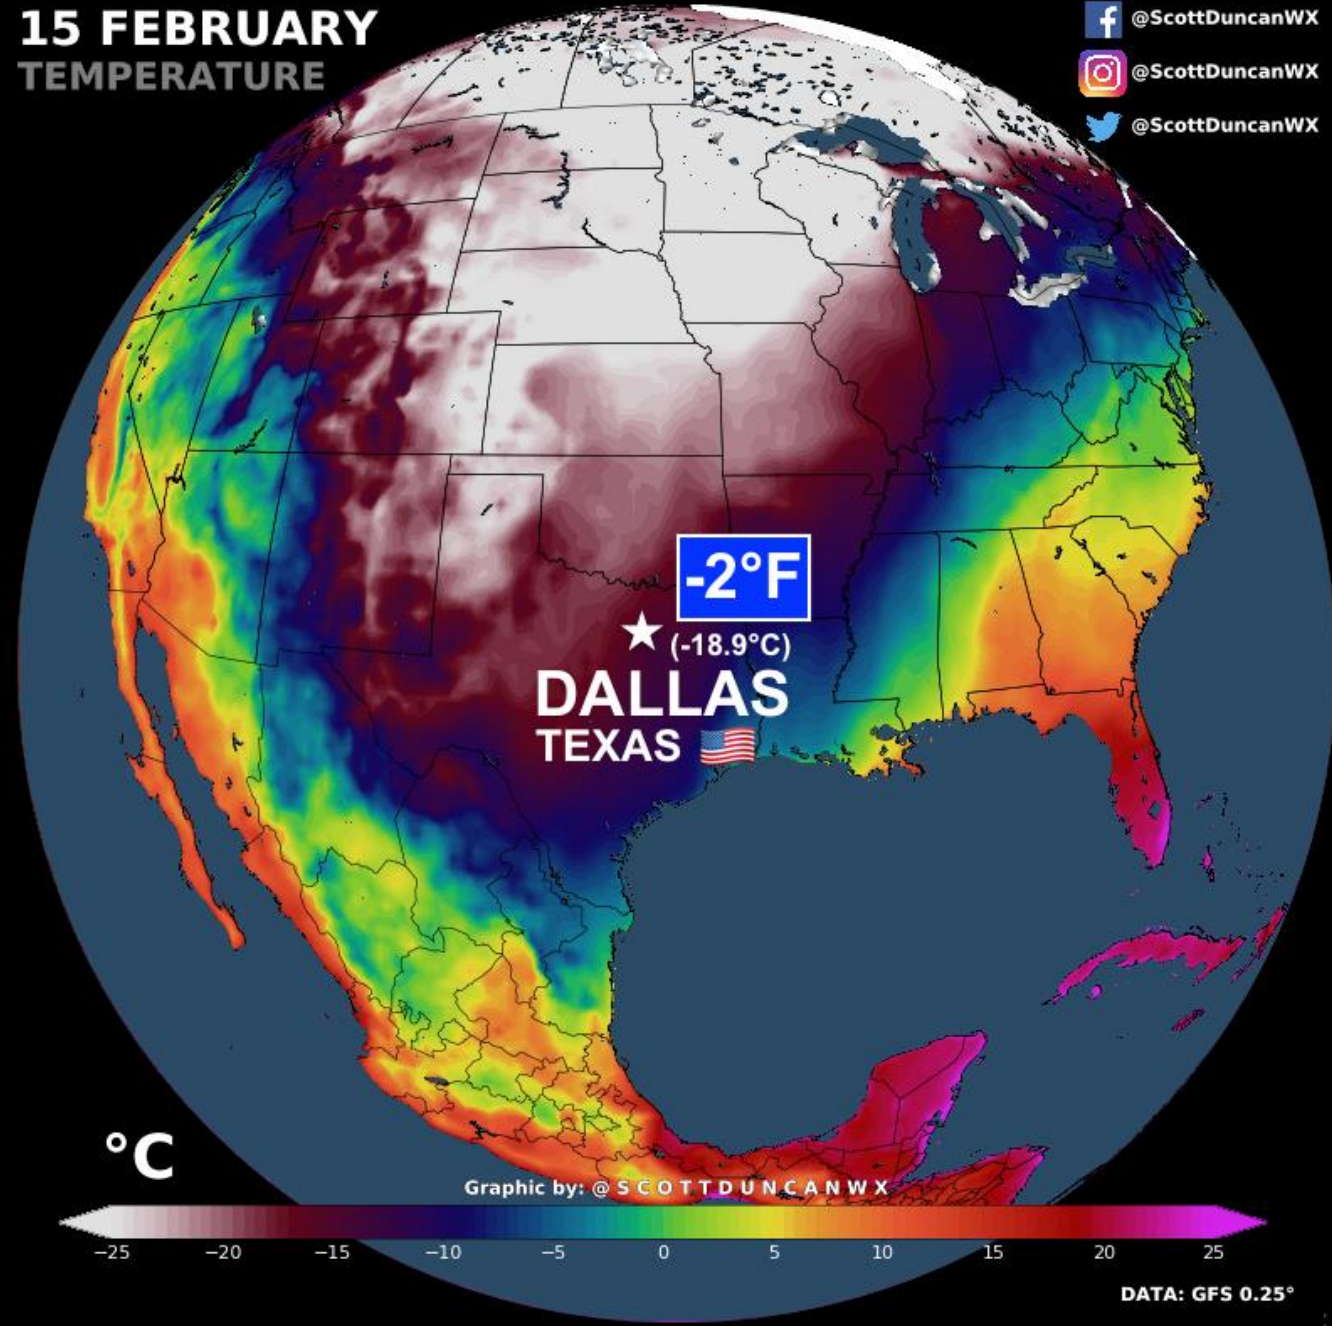 15 FEBRUARY
TEMPERATURE
@ScottDuncanWX
@ScottDuncanWX
@ScottDuncanWX
-2°F
(-18.9°C)
DALLAS
TEXAS
°C
Graphic by: @SCOTTDUNCANWX
−25 −20 −15 −10 −5 0 5 10 15 20 25
DATA: GFS 0.25°